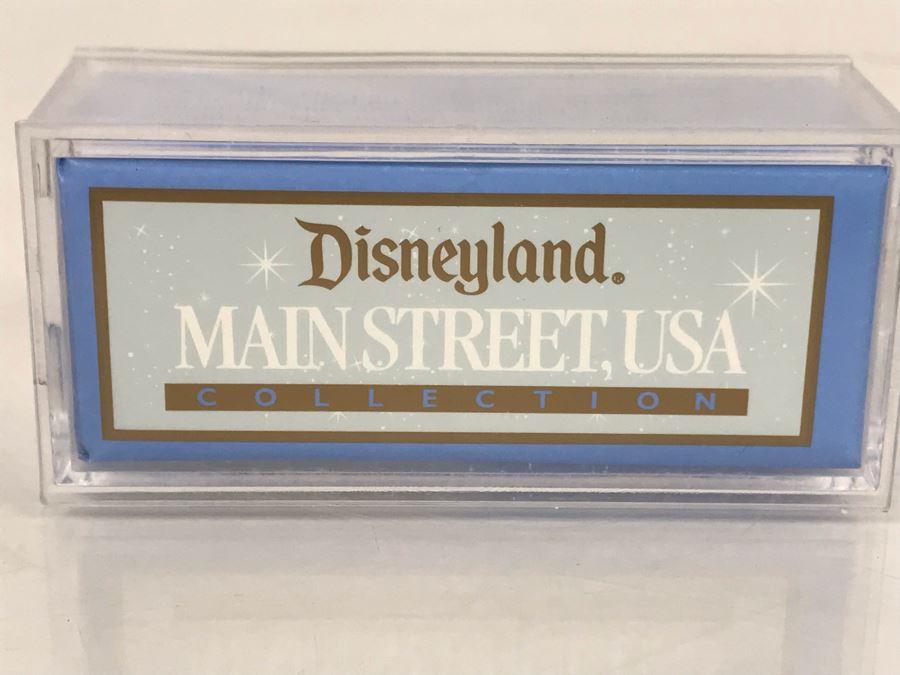 Disneyland®
MAIN STREET, USA
COLLECTION